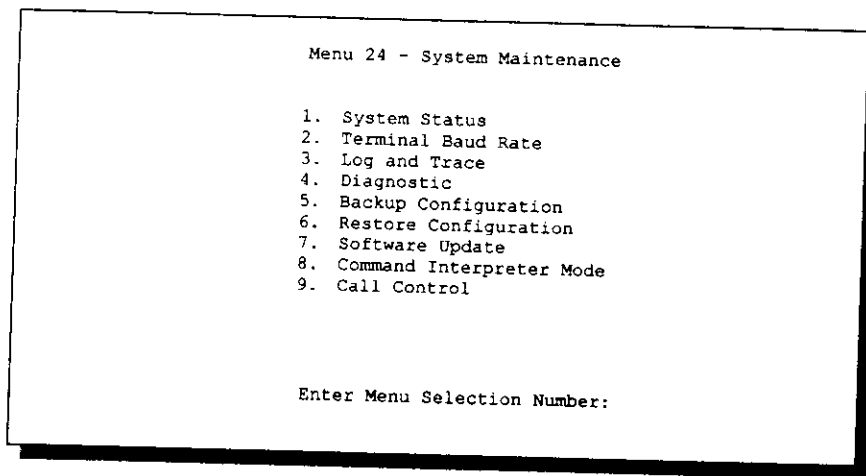 Menu 24 - System Maintenance
1. System Status
2. Terminal Baud Rate
3. Log and Trace
4. Diagnostic
5. Backup Configuration
6. Restore Configuration
7. Software Update
8. Command Interpreter Mode
9. Call Control
Enter Menu Selection Number: